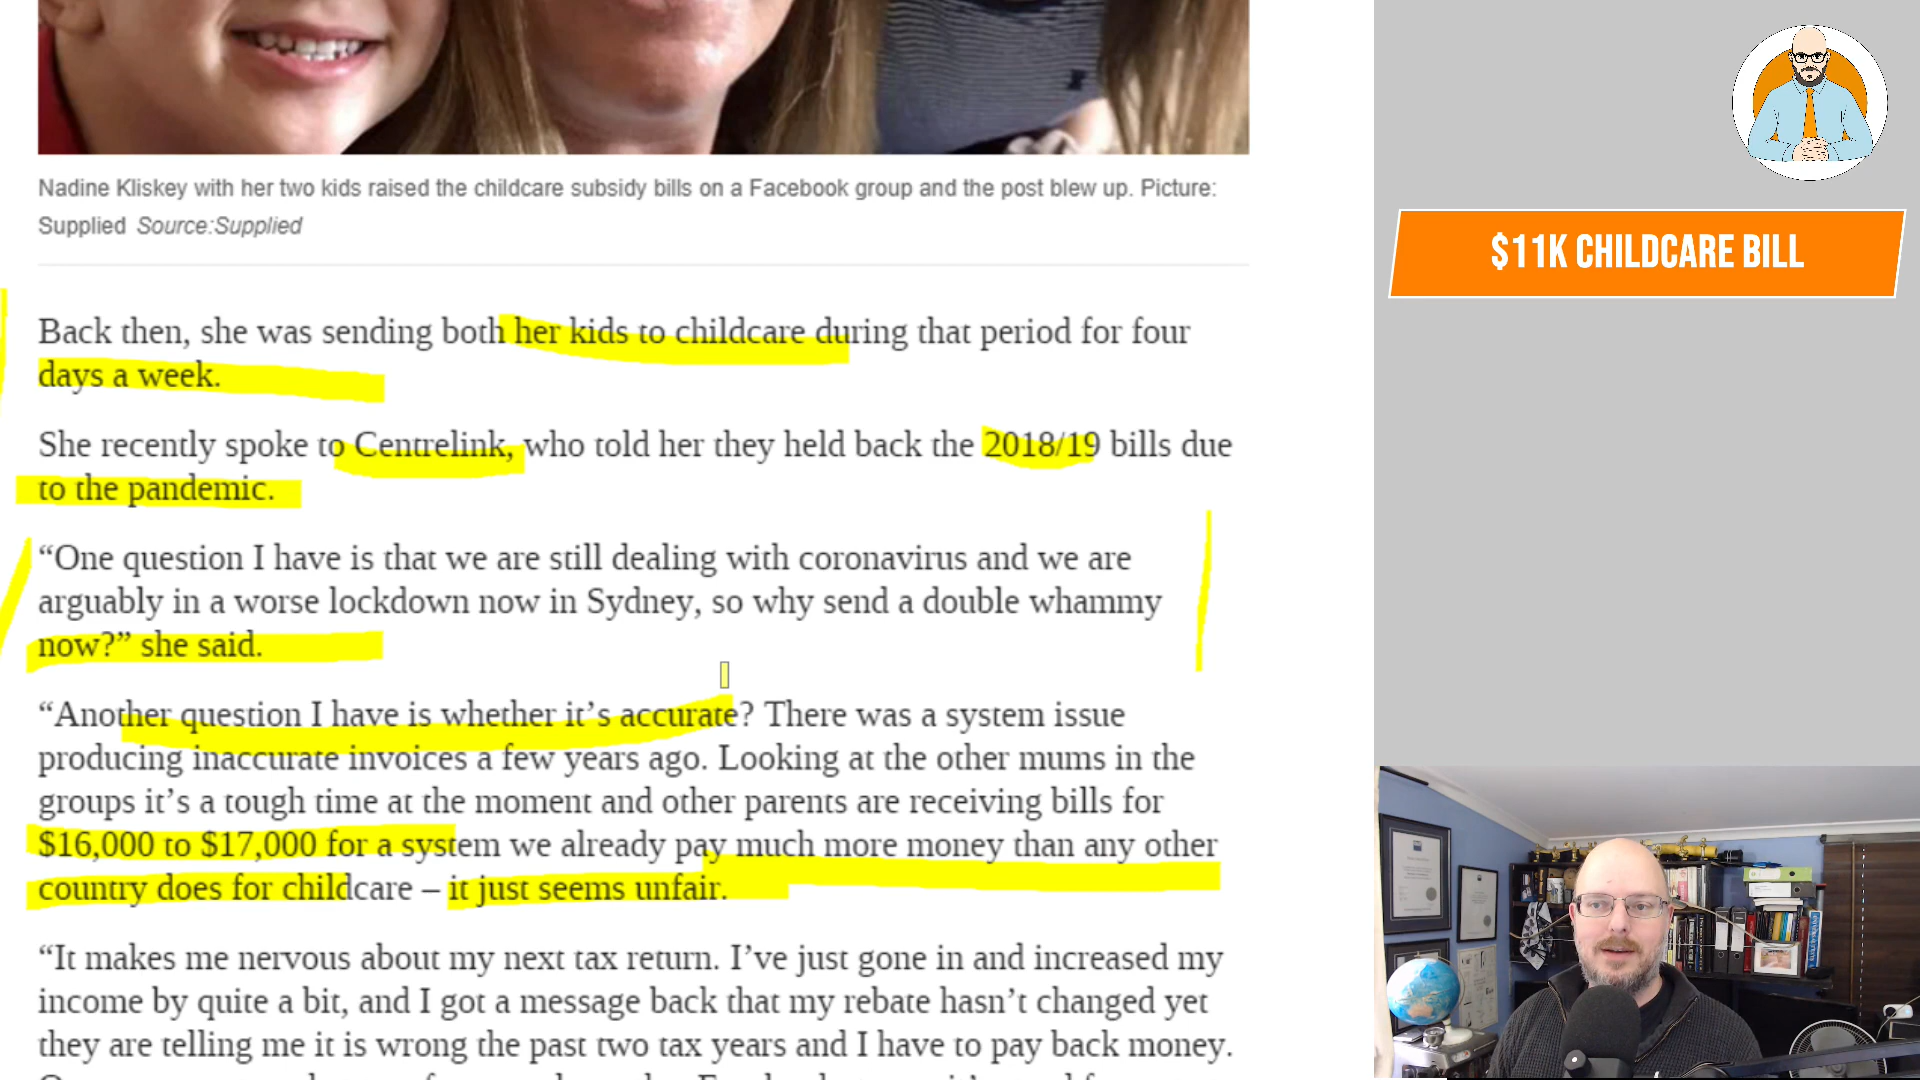 Nadine Kliskey with her two kids raised the childcare subsidy bills on a Facebook group and the post blew up. Picture:
Supplied Source:Supplied
Back then, she was sending both her kids to childcare during that period for four
days a week.
She recently spoke to Centrelink, who told her they held back the 2018/19 bills due
to the pandemic.
“One question I have is that we are still dealing with coronavirus and we are
arguably in a worse lockdown now in Sydney, so why send a double whammy
now?” she said.
“Another question I have is whether it’s accurate? There was a system issue
producing inaccurate invoices a few years ago. Looking at the other mums in the
groups it’s a tough time at the moment and other parents are receiving bills for
$16,000 to $17,000 for a system we already pay much more money than any other
country does for childcare – it just seems unfair.
“It makes me nervous about my next tax return. I’ve just gone in and increased my
income by quite a bit, and I got a message back that my rebate hasn’t changed yet
they are telling me it is wrong the past two tax years and I have to pay back money.
$11K CHILDCARE BILL